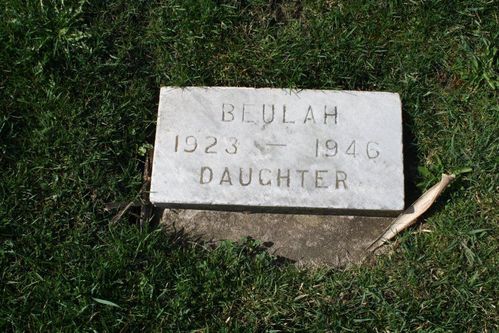 BEULAH
1923 — 1946
DAUGHTER